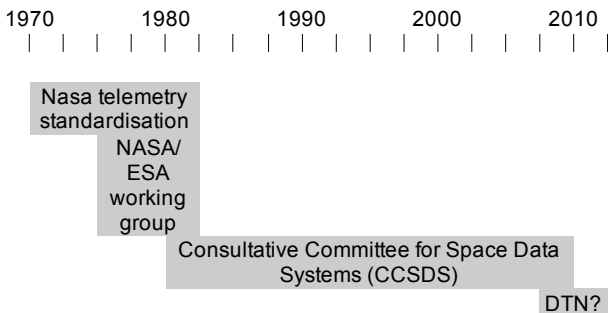 1970 1980 1990 2000 2010
Nasa telemetry
standardisation
NASA/
ESA
working
group
Consultative Committee for Space Data
Systems (CCSDS)
DTN?